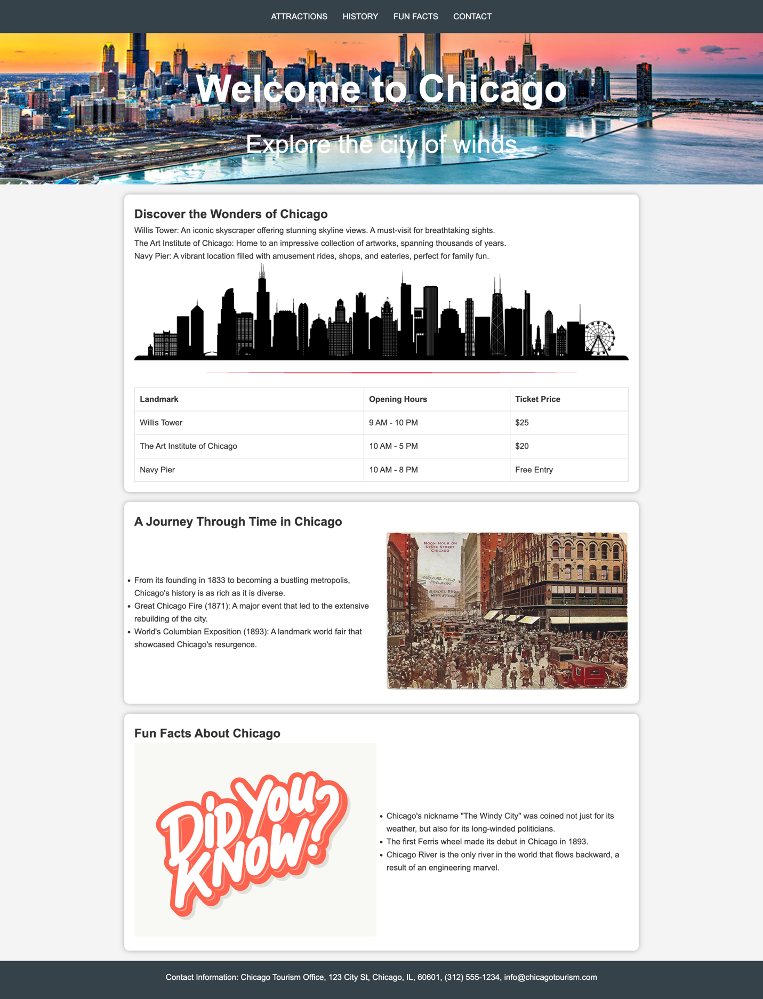 ATTRACTIONS HISTORY FUN FACTS CONTACT
Welcome to Chicago
Explore the city of winds
Discover the Wonders of Chicago
Willis Tower: An iconic skyscraper offering stunning skyline views. A must-visit for breathtaking sights.
The Art Institute of Chicago: Home to an impressive collection of artworks, spanning thousands of years.
Navy Pier: A vibrant location filled with amusement rides, shops, and eateries, perfect for family fun.
Landmark Opening Hours Ticket Price
Willis Tower 9 AM - 10 PM $25
The Art Institute of Chicago 10 AM - 5 PM $20
Navy Pier 10 AM - 8 PM Free Entry
A Journey Through Time in Chicago
• From its founding in 1833 to becoming a bustling metropolis,
Chicago's history is as rich as it is diverse.
• Great Chicago Fire (1871): A major event that led to the extensive
rebuilding of the city.
• World's Columbian Exposition (1893): A landmark world fair that
showcased Chicago's resurgence.
NOON HOUR ON
STATE STREET
CHICAGO
MARSHALL FIELD
BUILDING
MANDEL BRO
DEPT. STORE
Fun Facts About Chicago
DiD YOU
KNOW?
• Chicago's nickname "The Windy City" was coined not just for its
weather, but also for its long-winded politicians.
• The first Ferris wheel made its debut in Chicago in 1893.
• Chicago River is the only river in the world that flows backward, a
result of an engineering marvel.
Contact Information: Chicago Tourism Office, 123 City St, Chicago, IL, 60601, (312) 555-1234, info@chicagotourism.com